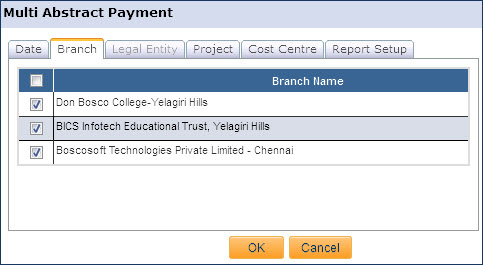 Multi Abstract Payment
Date Branch Legal Entity Project Cost Centre Report Setup
Branch Name
Don Bosco College-Yelagiri Hills
BICS Infotech Educational Trust, Yelagiri Hills
Boscosoft Technologies Private Limited - Chennai
OK Cancel